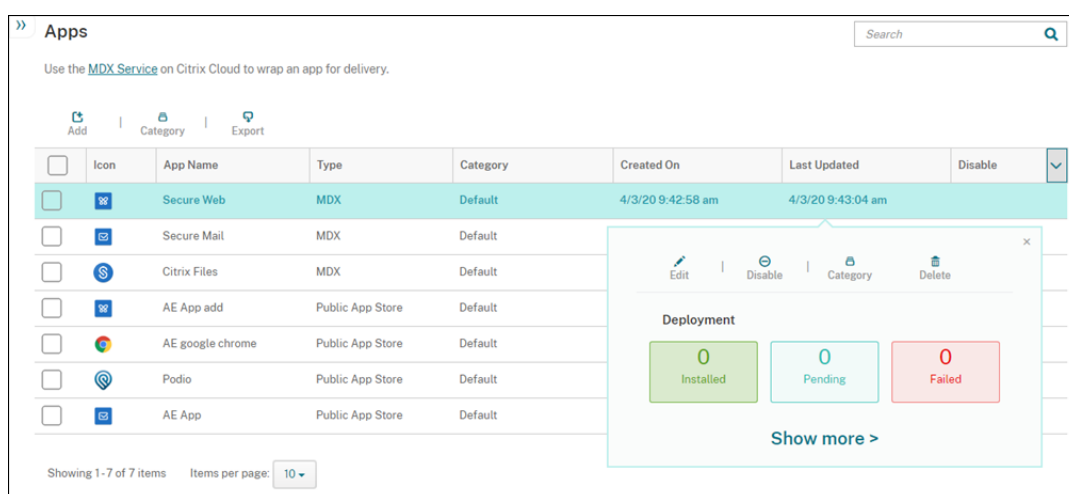 Apps
Search
Use the MDX Service on Citrix Cloud to wrap an app for delivery.
Add | Category | Export
Icon App Name Type Category Created On Last Updated Disable
Secure Web MDX Default 4/3/20 9:42:58 am 4/3/20 9:43:04 am
Secure Mail MDX Default
Citrix Files MDX Default
AE App add Public App Store Default
AE google chrome Public App Store Default
Podio Public App Store Default
AE App Public App Store Default
Edit | Disable | Category Delete
Deployment
0 0 0
Installed Pending Failed
Show more >
Showing 1-7 of 7 items Items per page: 10